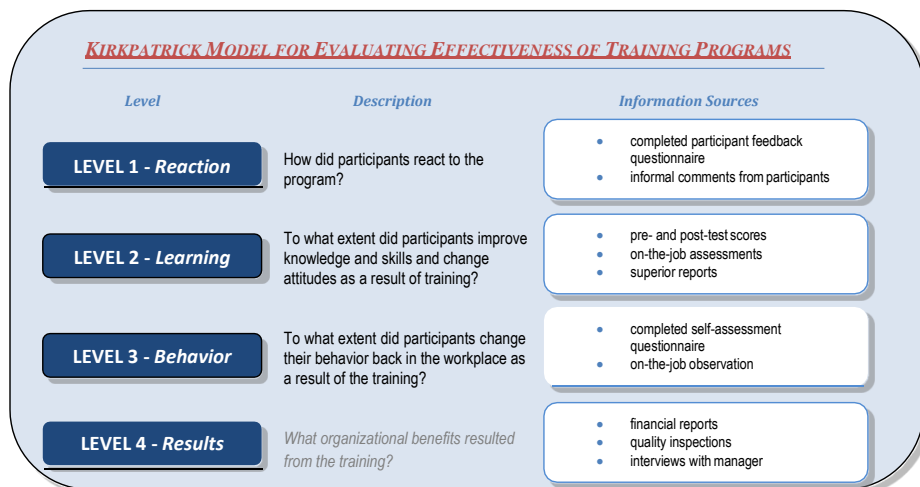 KIRKPATRICK MODEL FOR EVALUATING EFFECTIVENESS OF TRAINING PROGRAMS
Level
Description
Information Sources
LEVEL 1 - Reaction
How did participants react to the
program?
• completed participant feedback
questionnaire
• informal comments from participants
LEVEL 2 - Learning
To what extent did participants improve
knowledge and skills and change
attitudes as a result of training?
• pre- and post-test scores
• on-the-job assessments
• superior reports
LEVEL 3 - Behavior
To what extent did participants change
their behavior back in the workplace as
a result of the training?
• completed self-assessment
questionnaire
• on-the-job observation
LEVEL 4 - Results
What organizational benefits resulted
from the training?
• financial reports
• quality inspections
• interviews with manager